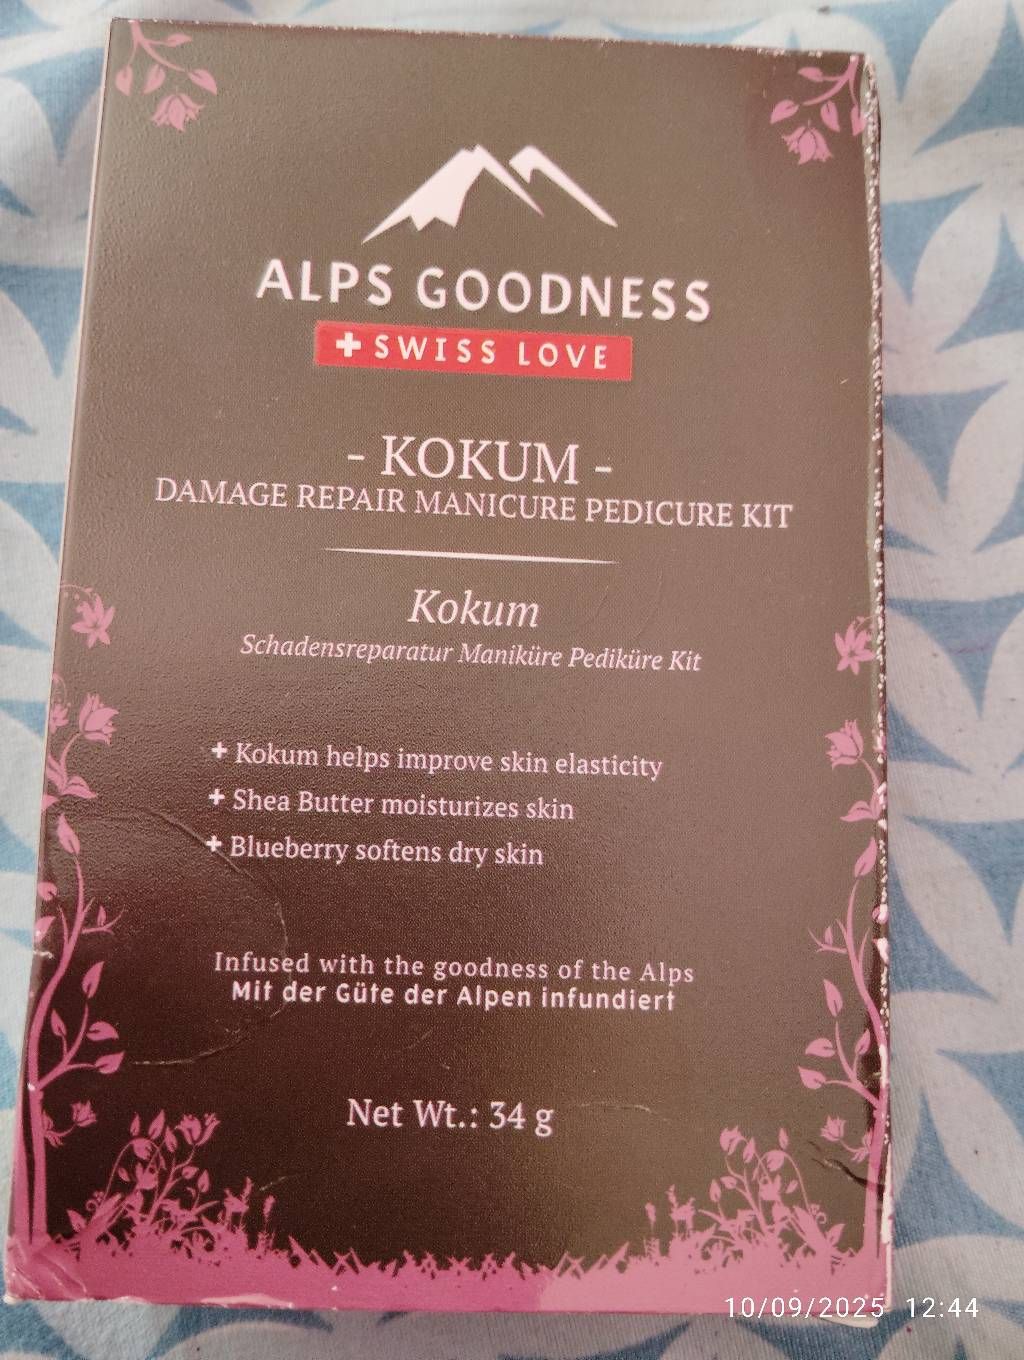 ALPS GOODNESS
+ SWISS LOVE
- KOKUM -
DAMAGE REPAIR MANICURE PEDICURE KIT
Kokum
Schadensreparatur Maniküre Pediküre Kit
+ Kokum helps improve skin elasticity
+ Shea Butter moisturizes skin
+ Blueberry softens dry skin
Infused with the goodness of the Alps
Mit der Güte der Alpen infundiert
Net Wt.: 34 g
10/09/2025 12:44